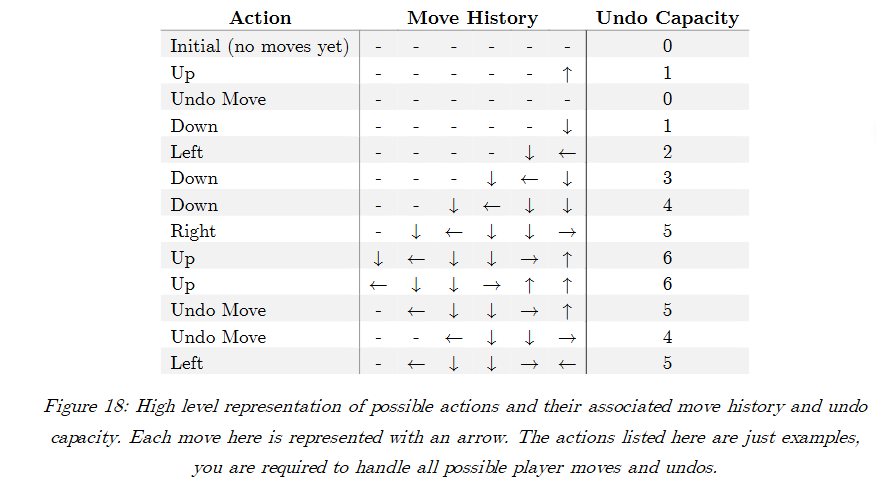 Action Move History Undo Capacity
Initial (no moves yet) - - - - - - 0
Up - - - - - ↑ 1
Undo Move - - - - - - 0
Down - - - - - ↓ 1
Left - - - - ↓ ← 2
Down - - - ↓ ← ↓ 3
Down - - ↓ ← ↓ ↓ 4
Right - ↓ ← ↓ ↓ → 5
Up ↓ ← ↓ ↓ → ↑ 6
Up ← ↓ ↓ → ↑ ↑ 6
Undo Move - ← ↓ ↓ → ↑ 5
Undo Move - - ← ↓ ↓ → 4
Left - ← ↓ ↓ → ← 5
Figure 18: High level representation of possible actions and their associated move history and undo
capacity. Each move here is represented with an arrow. The actions listed here are just examples,
you are required to handle all possible player moves and undos.